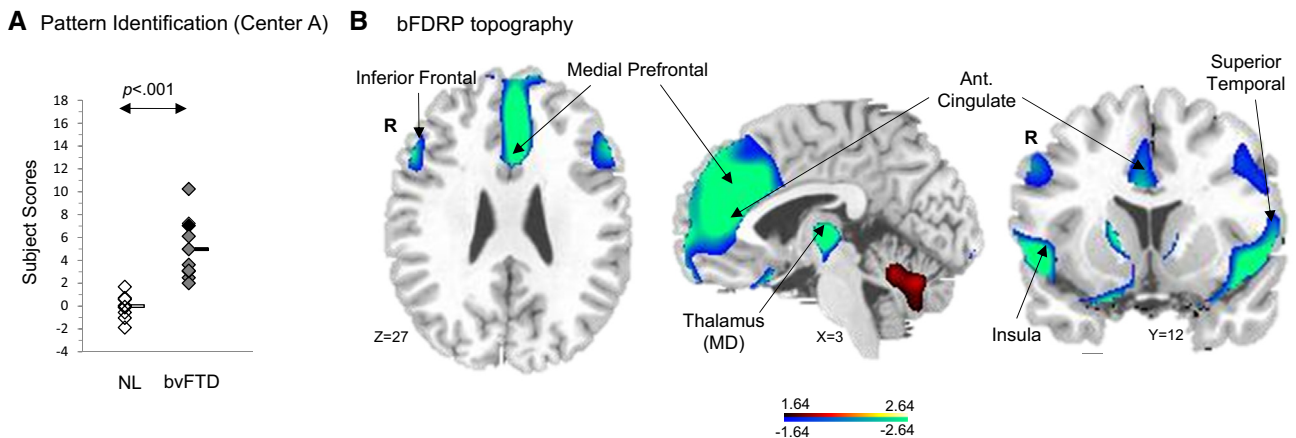 A Pattern Identification (Center A)
p<.001
Subject Scores
18
16
14
12
10
8
6
4
2
0
-2
-4
NL bvFTD
B bFDRP topography
Inferior Frontal
Medial Prefrontal
Ant.
Cingulate
Superior
Temporal
R
R
Thalamus
(MD)
Insula
Z=27
X=3
Y=12
1.64 2.64
-1.64 -2.64